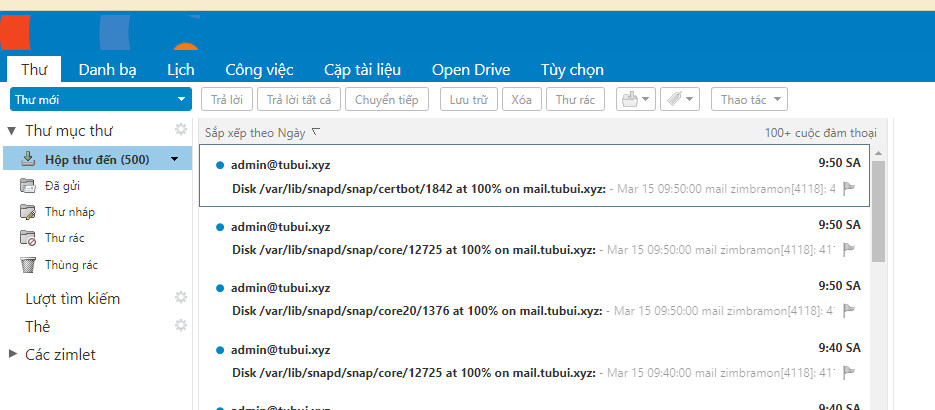 Thư Danh bạ Lịch Công việc Cặp tài liệu Open Drive Tùy chọn
Thư mới Trả lời Trả lời tất cả Chuyển tiếp Lưu trữ Xóa Thư rác Thao tác
Thư mục thư
Hộp thư đến (500)
Đã gửi
Thư nháp
Thư rác
Thùng rác
Lượt tìm kiếm
Thẻ
Các zimlet
Sắp xếp theo Ngày 100+ cuộc đàm thoại
admin@tubui.xyz 9:50 SA
Disk /var/lib/snapd/snap/certbot/1842 at 100% on mail.tubui.xyz: - Mar 15 09:50:00 mail zimbramon[4118]: 4
admin@tubui.xyz 9:50 SA
Disk /var/lib/snapd/snap/core/12725 at 100% on mail.tubui.xyz: - Mar 15 09:50:00 mail zimbramon[4118]: 411
admin@tubui.xyz 9:50 SA
Disk /var/lib/snapd/snap/core20/1376 at 100% on mail.tubui.xyz: - Mar 15 09:50:00 mail zimbramon[4118]: 4
admin@tubui.xyz 9:40 SA
Disk /var/lib/snapd/snap/core/12725 at 100% on mail.tubui.xyz: - Mar 15 09:40:00 mail zimbramon[4118]: 411